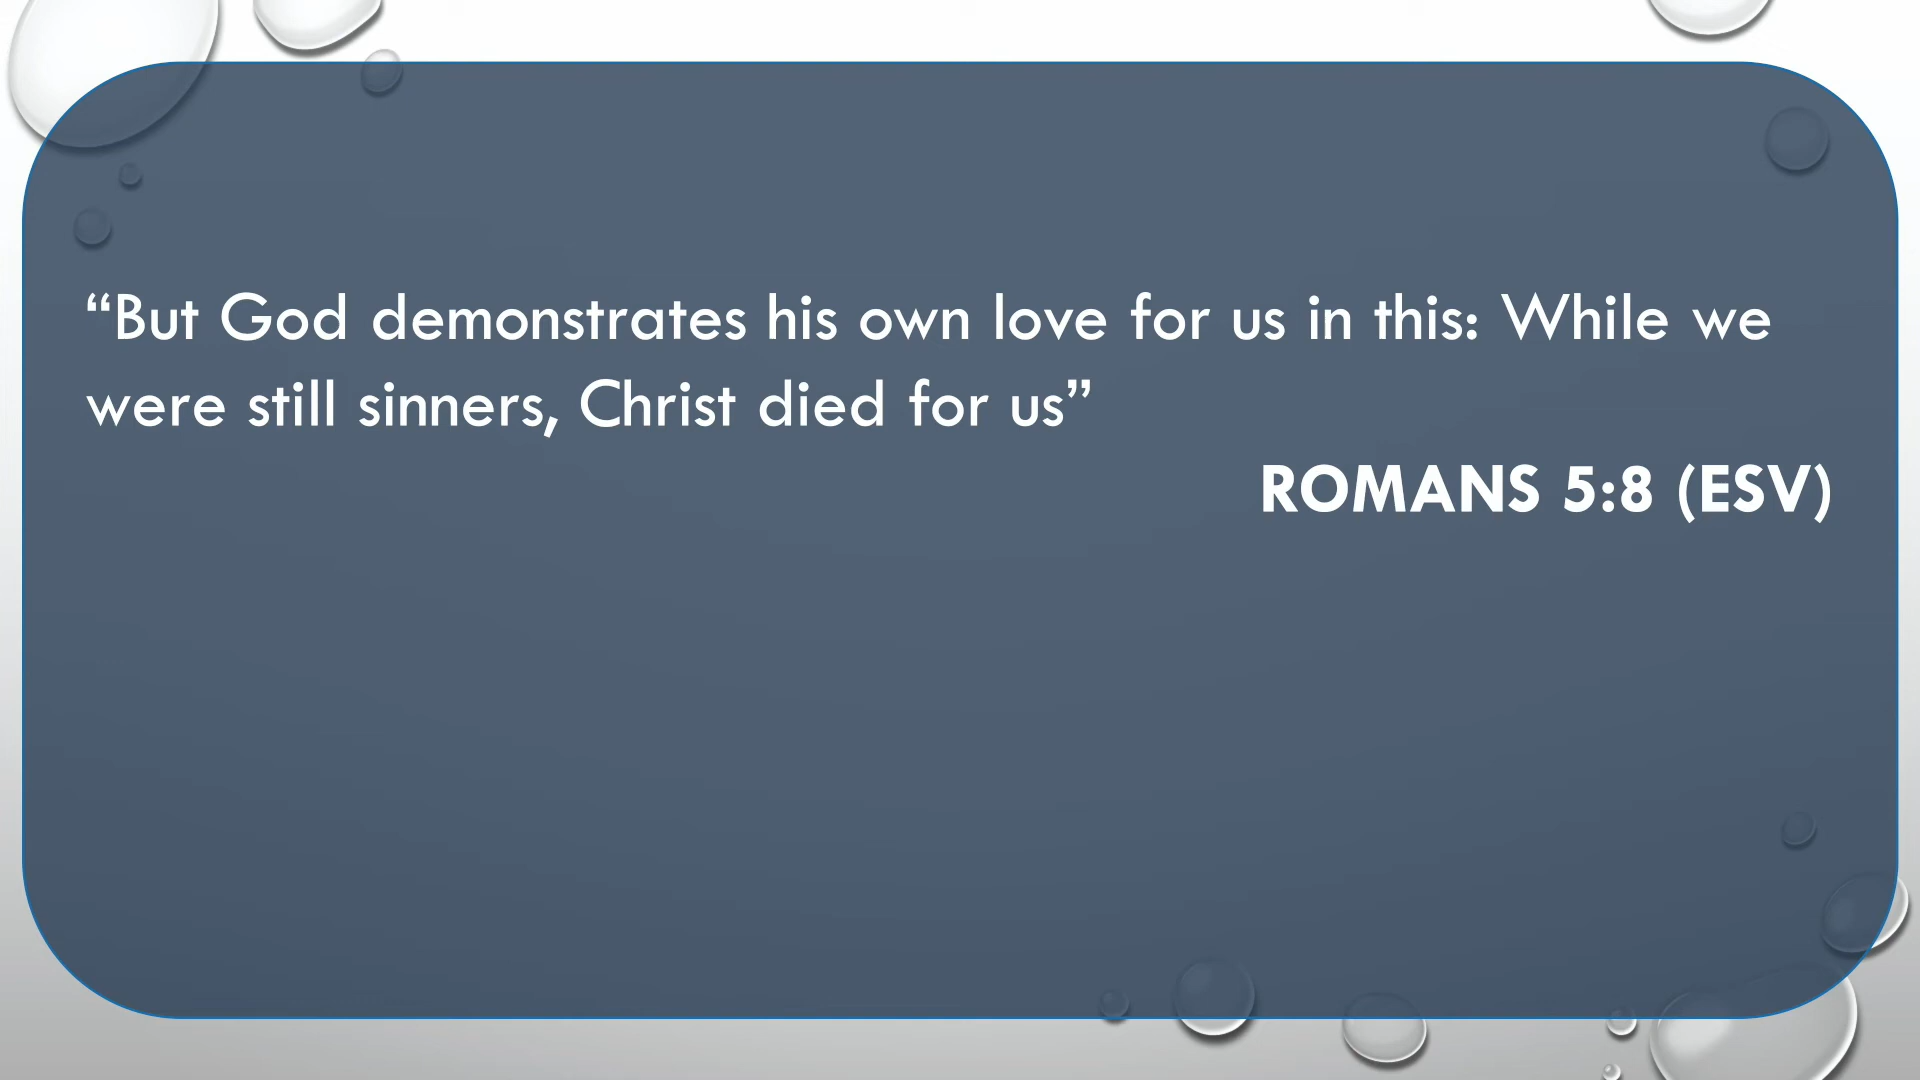 “But God demonstrates his own love for us in this: While we
were still sinners, Christ died for us”
ROMANS 5:8 (ESV)